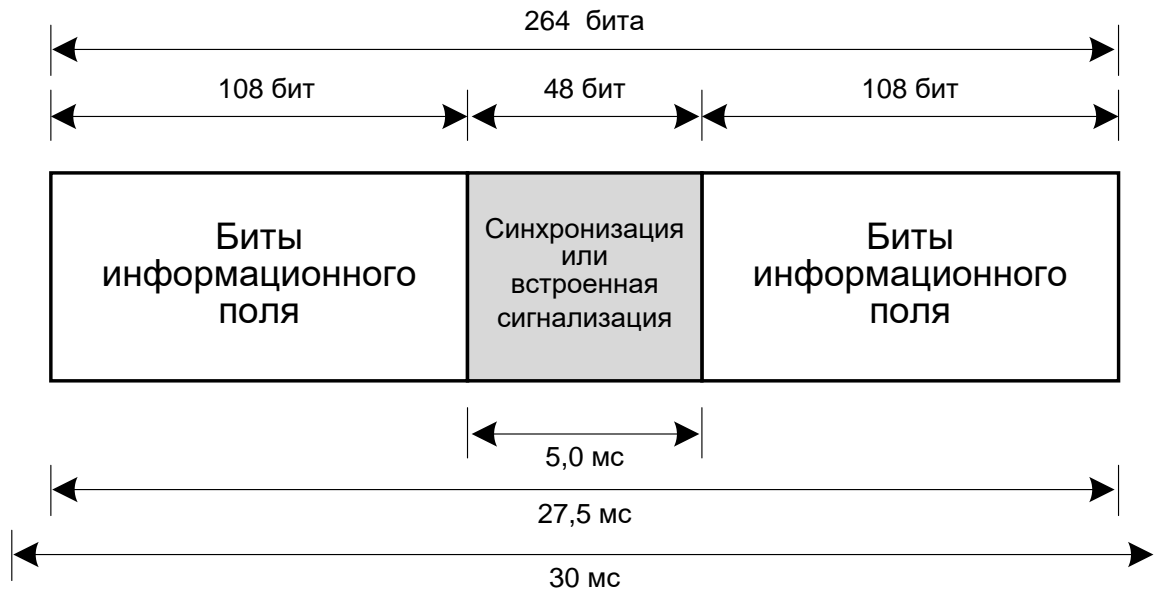 264 бита
108 бит
48 бит
108 бит
Биты
информационного
поля
Синхронизация
или
встроенная
сигнализация
Биты
информационного
поля
5,0 мс
27,5 мс
30 мс